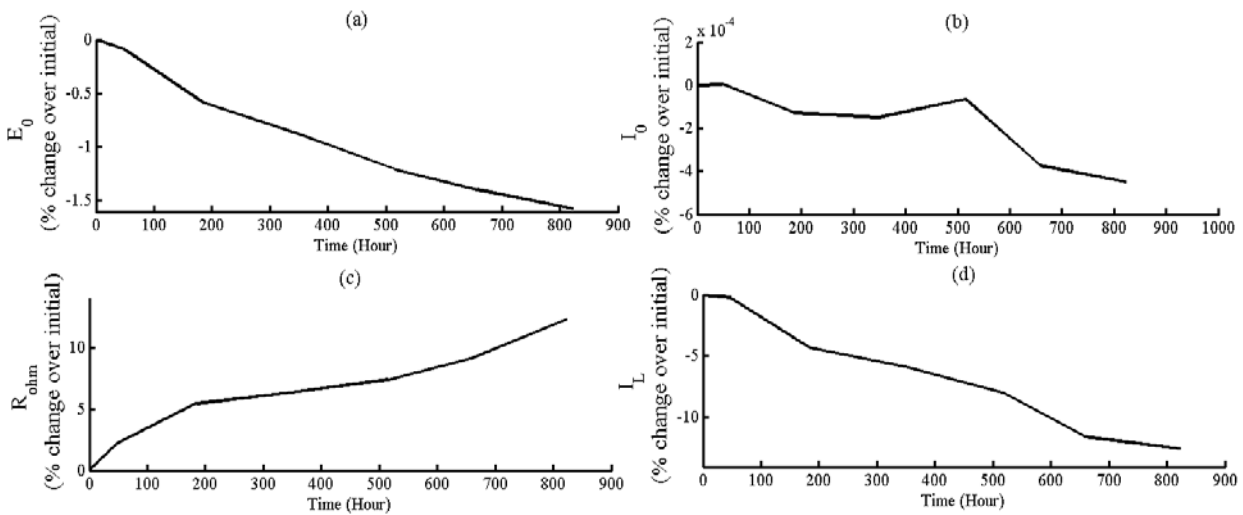 (a)
E0
(% change over initial)
0
-0.5
-1
-1.5
0 100 200 300 400 500 600 700 800 900
Time (Hour)
(b)
x 10-4
I0
(% change over initial)
2
0
-2
-4
-6
0 100 200 300 400 500 600 700 800 900 1000
Time (Hour)
(c)
Rohm
(% change over initial)
10
5
0
0 100 200 300 400 500 600 700 800 900
Time (Hour)
(d)
IL
(% change over initial)
0
-5
-10
0 100 200 300 400 500 600 700 800 900
Time (Hour)